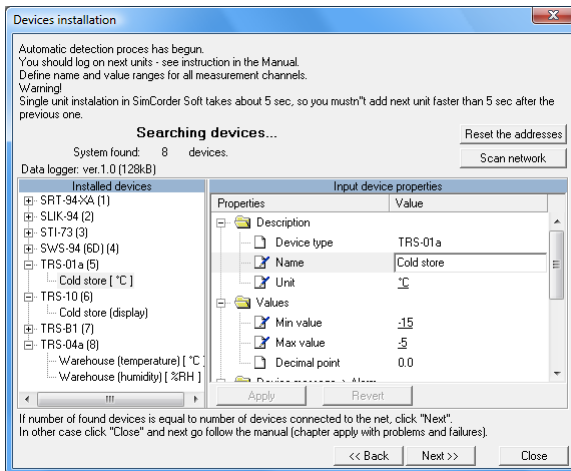 Devices installation
Automatic detection proces has begun.
You should log on next units - see instruction in the Manual.
Define name and value ranges for all measurement channels.
Warning!
Single unit instalation in SimCorder Soft takes about 5 sec, so you mustn"t add next unit faster than 5 sec after the
previous one.
Searching devices...
Reset the addresses
System found: 8 devices.
Scan network
Data logger: ver.1.0 (128kB)
Installed devices
SRT-94-XA (1)
SLIK-94 (2)
STI-73 (3)
SWS-94 (6D) (4)
TRS-01a (5)
Cold store [ °C ]
TRS-10 (6)
Cold store (display)
TRS-B1 (7)
TRS-04a (8)
Warehouse (temperature) [ °C
Warehouse (humidity) [ %RH ]
Input device properties
Properties Value
Description
Device type TRS-01a
Name Cold store
Unit °C
Values
Min value -15
Max value -5
Decimal point 0.0
Apply Revert
If number of found devices is equal to number of devices connected to the net, click "Next".
In other case click "Close" and next go follow the manual (chapter apply with problems and failures).
<< Back Next >> Close